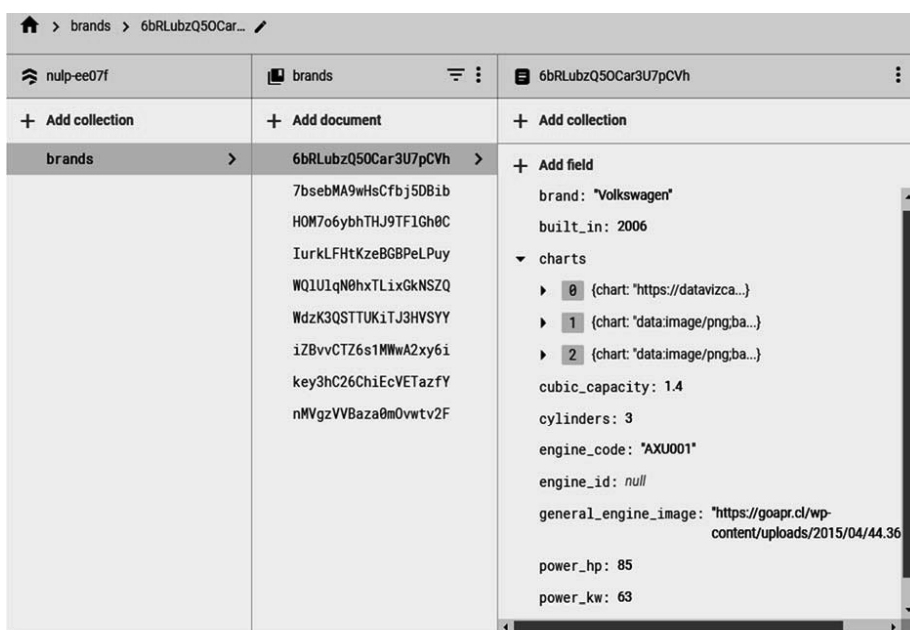 brands > 6bRLubzQ5OCar…
nulp-ee07f
brands
6bRLubzQ5OCar3U7pCVh
+ Add collection
+ Add document
+ Add collection
brands
6bRLubzQ5OCar3U7pCVh
7bsebMA9wHsCfbj5DBib
HOM7o6ybhTHJ9TFlGh0C
IurkLFHtKzeBGBPeLPuy
WQlUlqN0hxTLixGkNSZQ
WdzK3QSTTUKiTJ3HVSYY
iZBvvCTZ6s1MWwA2xy6i
key3hC26ChiEcVETazfY
nMVgzVVBaza0mOvwtv2F
+ Add field
brand: "Volkswagen"
built_in: 2006
charts
0 {chart: "https://datavizca...}
1 {chart: "data:image/png;ba...}
2 {chart: "data:image/png;ba...}
cubic_capacity: 1.4
cylinders: 3
engine_code: "AXU001"
engine_id: null
general_engine_image: "https://goapr.cl/wp-
content/uploads/2015/04/44.36
power_hp: 85
power_kw: 63